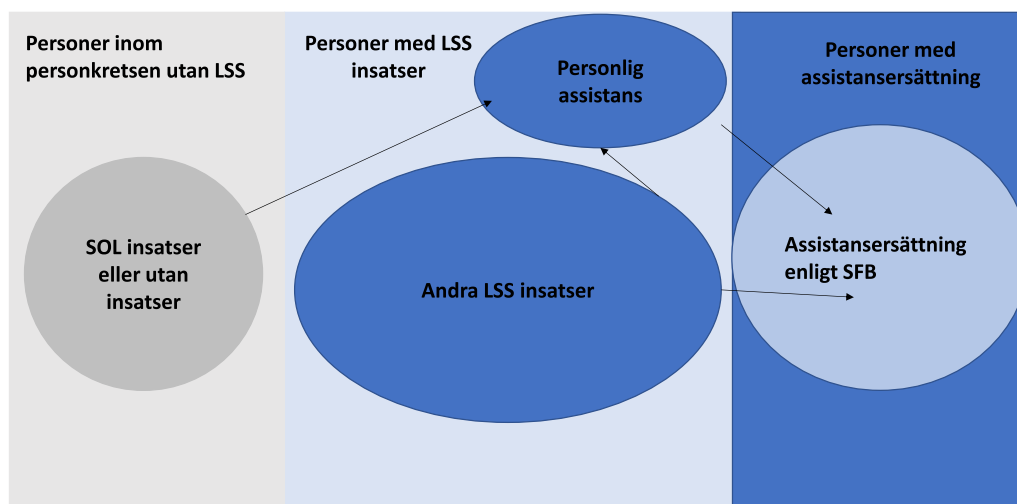 Personer inom
personkretsen utan LSS
SOL insatser
eller utan
insatser
Personer med LSS
insatser
Personlig
assistans
Andra LSS insatser
Personer med
assistansersättning
Assistansersättning
enligt SFB